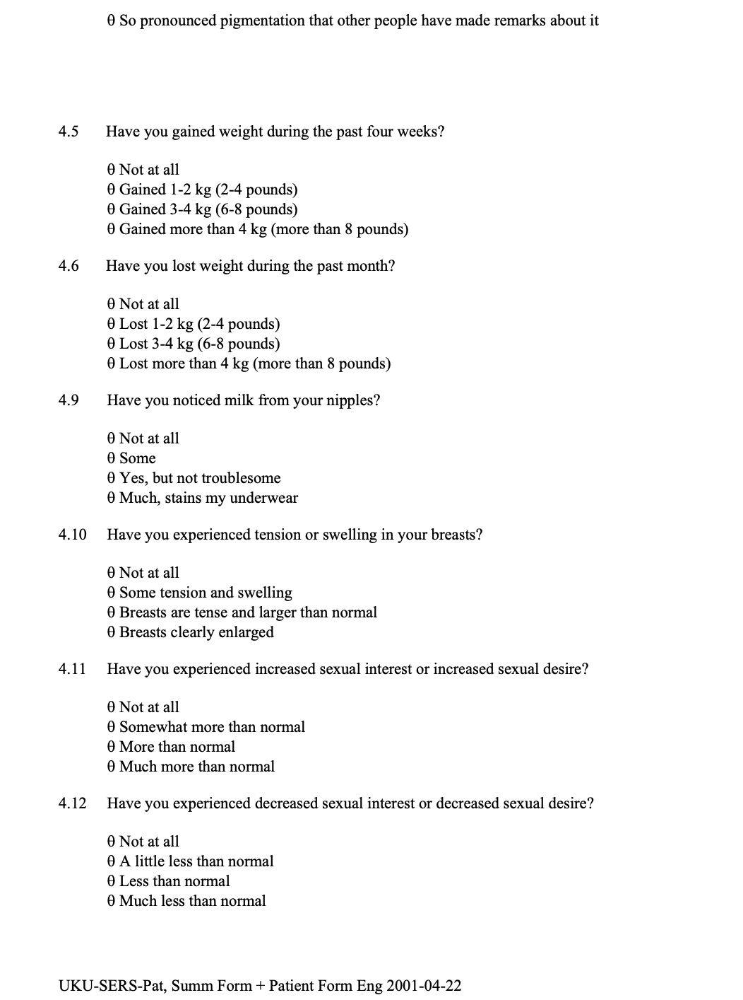 θ So pronounced pigmentation that other people have made remarks about it
4.5 Have you gained weight during the past four weeks?
θ Not at all
θ Gained 1-2 kg (2-4 pounds)
θ Gained 3-4 kg (6-8 pounds)
θ Gained more than 4 kg (more than 8 pounds)
4.6 Have you lost weight during the past month?
θ Not at all
θ Lost 1-2 kg (2-4 pounds)
θ Lost 3-4 kg (6-8 pounds)
θ Lost more than 4 kg (more than 8 pounds)
4.9 Have you noticed milk from your nipples?
θ Not at all
θ Some
θ Yes, but not troublesome
θ Much, stains my underwear
4.10 Have you experienced tension or swelling in your breasts?
θ Not at all
θ Some tension and swelling
θ Breasts are tense and larger than normal
θ Breasts clearly enlarged
4.11 Have you experienced increased sexual interest or increased sexual desire?
θ Not at all
θ Somewhat more than normal
θ More than normal
θ Much more than normal
4.12 Have you experienced decreased sexual interest or decreased sexual desire?
θ Not at all
θ A little less than normal
θ Less than normal
θ Much less than normal
UKU-SERS-Pat, Summ Form + Patient Form Eng 2001-04-22